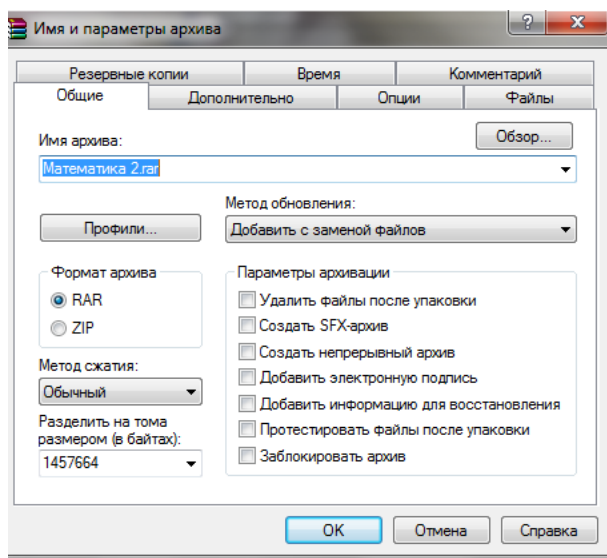 Имя и параметры архива
?
X
Резервные копии
Время
Комментарий
Общие
Дополнительно
Опции
Файлы
Имя архива:
Обзор...
Математика 2.rar
Метод обновления:
Профили...
Добавить с заменой файлов
Формат архива
Параметры архивации
RAR
Удалить файлы после упаковки
ZIP
Создать SFX-архив
Создать непрерывный архив
Метод сжатия:
Добавить электронную подпись
Обычный
Добавить информацию для восстановления
Разделить на тома
размером (в байтах):
Протестировать файлы после упаковки
1457664
Заблокировать архив
OK
Отмена
Справка